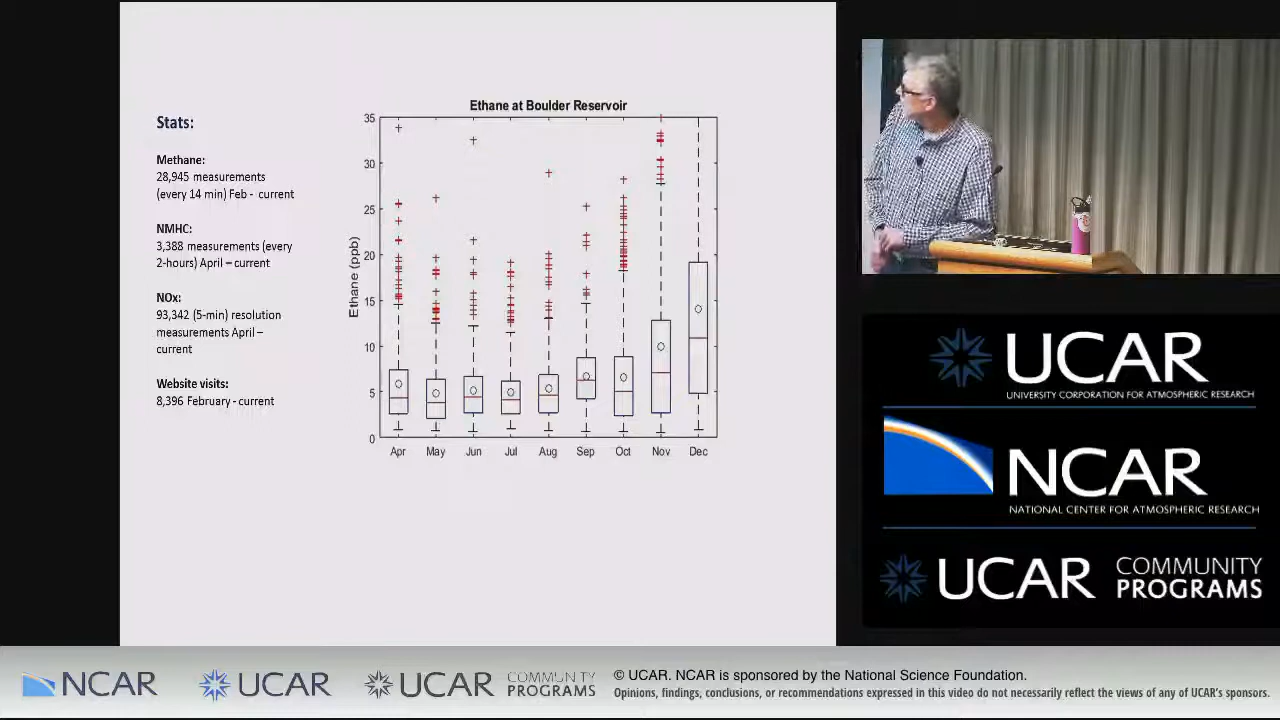 Stats:
Methane:
28,945 measurements
(every 14 min) Feb - current
NMHC:
3,388 measurements (every
2-hours) April – current
NOx:
93,342 (5-min) resolution
measurements April –
current
Website visits:
8,396 February - current
Ethane at Boulder Reservoir
Ethane (ppb)
35
30
25
20
15
10
5
0
Apr May Jun Jul Aug Sep Oct Nov Dec
UCAR
UNIVERSITY CORPORATION FOR ATMOSPHERIC RESEARCH
NCAR
NATIONAL CENTER FOR ATMOSPHERIC RESEARCH
UCAR COMMUNITY
PROGRAMS
NCAR UCAR UCAR COMMUNITY
PROGRAMS
© UCAR. NCAR is sponsored by the National Science Foundation.
Opinions, findings, conclusions, or recommendations expressed in this video do not necessarily reflect the views of any of UCAR's sponsors.